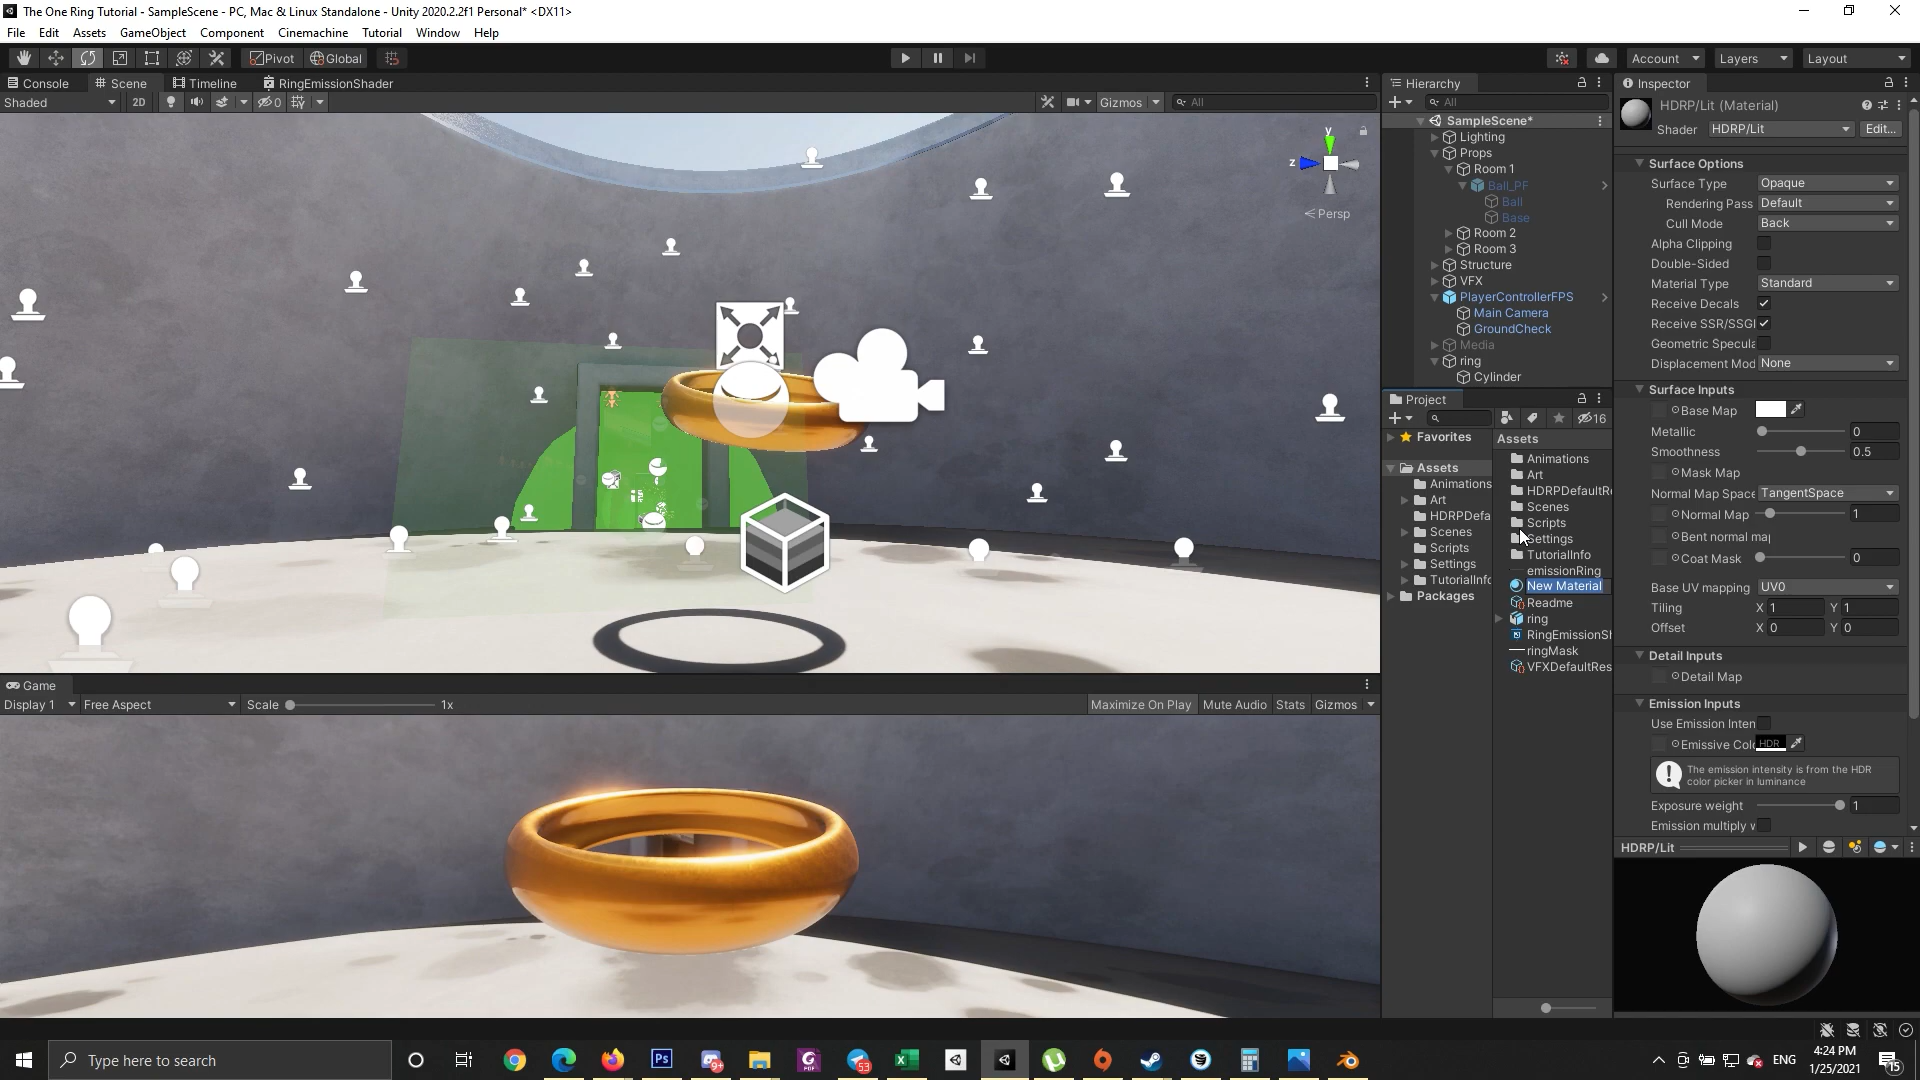 The One Ring Tutorial - SampleScene - PC, Mac & Linux Standalone - Unity 2020.2.2f1 Personal* <DX11>
File Edit Assets GameObject Component Cinemachine Tutorial Window Help
Pivot Global Account Layers Layout
Console Scene Timeline RingEmissionShader
Shaded 2D 0 Gizmos All
y
z
Persp
Hierarchy
All
SampleScene*
Lighting
Props
Room 1
Ball_PF
Ball
Base
Room 2
Room 3
Structure
VFX
PlayerControllerFPS
Main Camera
GroundCheck
Media
ring
Cylinder
Project
16
Favorites
Assets
Animations
Art
HDRPDefa
Scenes
Scripts
Settings
TutorialInfo
Packages
Assets
Animations
Art
HDRPDefaultRe
Scenes
Scripts
Settings
TutorialInfo
emissionRing
New Material
Readme
ring
RingEmissionSh
ringMask
VFXDefaultRes
Inspector
HDRP/Lit (Material)
Shader HDRP/Lit Edit...
Surface Options
Surface Type Opaque
Rendering Pass Default
Cull Mode Back
Alpha Clipping
Double-Sided
Material Type Standard
Receive Decals
Receive SSR/SSGI
Geometric Specula
Displacement Mod None
Surface Inputs
Base Map
Metallic 0
Smoothness 0.5
Mask Map
Normal Map Space TangentSpace
Normal Map 1
Bent normal map
Coat Mask 0
Base UV mapping UV0
Tiling X 1 Y 1
Offset X 0 Y 0
Detail Inputs
Detail Map
Emission Inputs
Use Emission Inten
Emissive Colo HDR
The emission intensity is from the HDR
color picker in luminance
Exposure weight 1
Emission multiply w
HDRP/Lit
Game
Display 1 Free Aspect Scale 1x Maximize On Play Mute Audio Stats Gizmos
Type here to search
Ps
9+
53
ENG
4:24 PM
1/25/2021
15